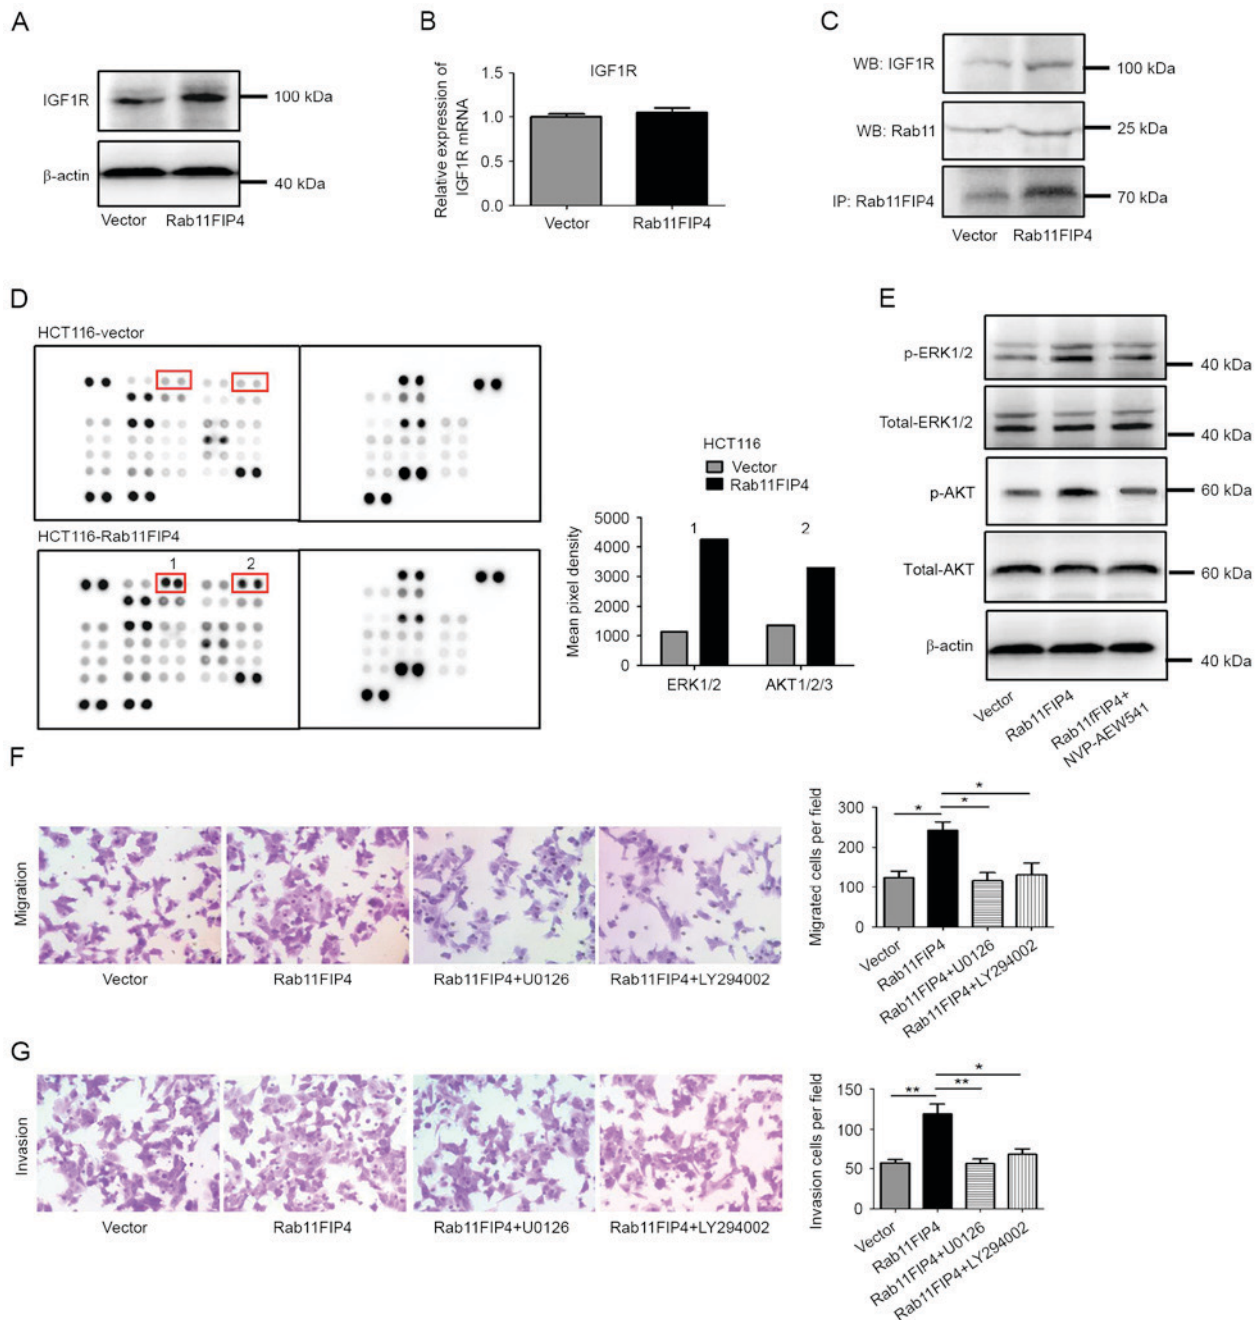 A
IGF1R
100 kDa
β-actin
40 kDa
Vector
Rab11FIP4
B
IGF1R
Relative expression of
IGF1R mRNA
1.5
1.0
0.5
0.0
Vector
Rab11FIP4
C
WB: IGF1R
100 kDa
WB: Rab11
25 kDa
IP: Rab11FIP4
70 kDa
Vector
Rab11FIP4
D
HCT116-vector
HCT116-Rab11FIP4
1
2
HCT116
Vector
Rab11FIP4
Mean pixel density
5000
4000
3000
2000
1000
0
1
2
ERK1/2
AKT1/2/3
E
p-ERK1/2
40 kDa
Total-ERK1/2
40 kDa
p-AKT
60 kDa
Total-AKT
60 kDa
β-actin
40 kDa
Vector
Rab11FIP4
Rab11fFIP4+
NVP-AEW541
F
Migration
Vector
Rab11FIP4
Rab11FIP4+U0126
Rab11FIP4+LY294002
Migrated cells per field
300
200
100
0
*
*
*
Vector
Rab11FIP4
Rab11FIP4+U0126
Rab11FIP4+LY294002
G
Invasion
Vector
Rab11FIP4
Rab11FIP4+U0126
Rab11FIP4+LY294002
Invasion cells per field
150
100
50
0
*
**
**
Vector
Rab11FIP4
Rab11FIP4+U0126
Rab11FIP4+LY294002